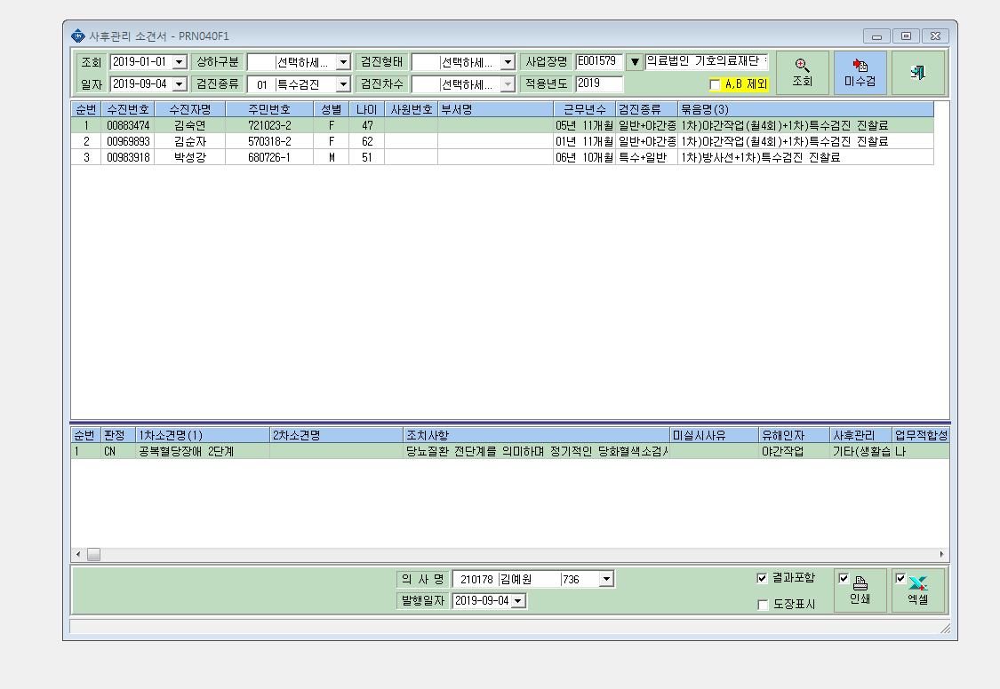 사후관리 소견서 - PRN040F1
조회 2019-01-01 상하구분 선택하세... 검진형태 선택하세... 사업장명 E001579 ▼ 의료법인 기호의료재단
일자 2019-09-04 검진종류 01 특수검진 검진차수 선택하세... 적용년도 2019 A,B 제외
조회 미수검
순번 수진번호 수진자명 주민번호 성별 나이 사원번호 부서명 근무년수 검진종류 묶음명(3)
1 00883474 김숙연 721023-2 F 47 05년 11개월 일반+야간종 1차)야간작업(월4회)+1차)특수검진 진찰료
2 00969893 김순자 570318-2 F 62 01년 11개월 일반+야간종 1차)야간작업(월4회)+1차)특수검진 진찰료
3 00983918 박성강 680726-1 M 51 06년 10개월 특수+일반 1차)방사선+1차)특수검진 진찰료
순번 판정 1차소견명(1) 2차소견명 조치사항 미실시사유 유해인자 사후관리 업무적합성
1 CN 공복혈당장애 2단계 당뇨질환 전단계를 의미하며 정기적인 당화혈색소검사 야간작업 기타(생활습 나
의 사 명 210178 김예원 736 결과포함
발행일자 2019-09-04 도장표시
인쇄 엑셀